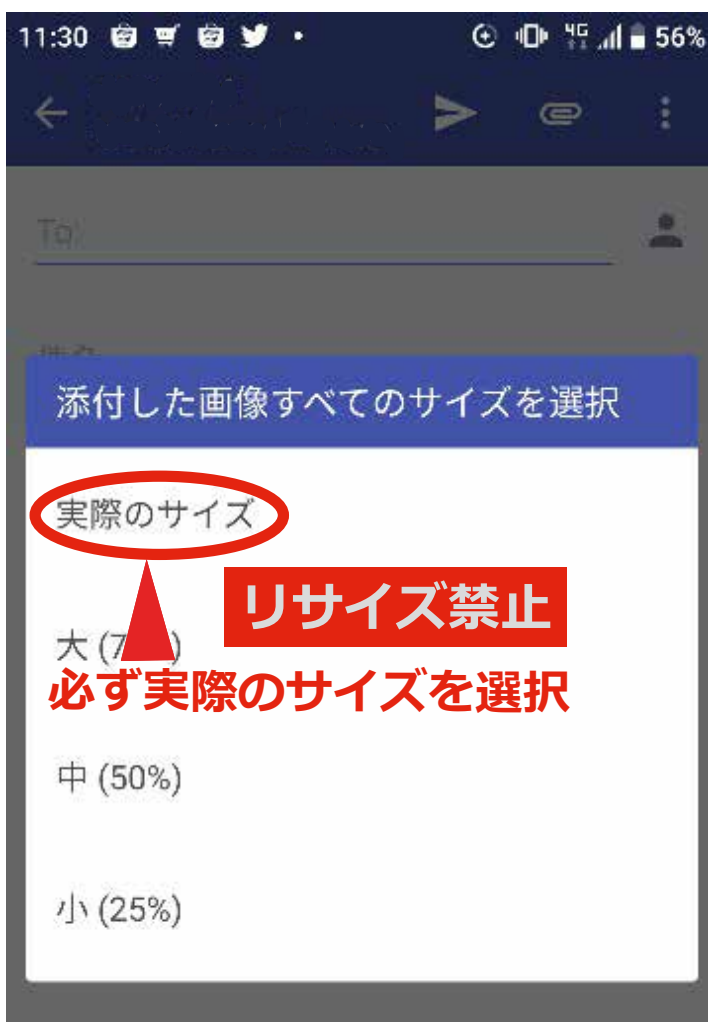 11:30 4G 56%
To:
添付した画像すべてのサイズを選択
実際のサイズ
リサイズ禁止
大 (7
必ず実際のサイズを選択
中 (50%)
小 (25%)